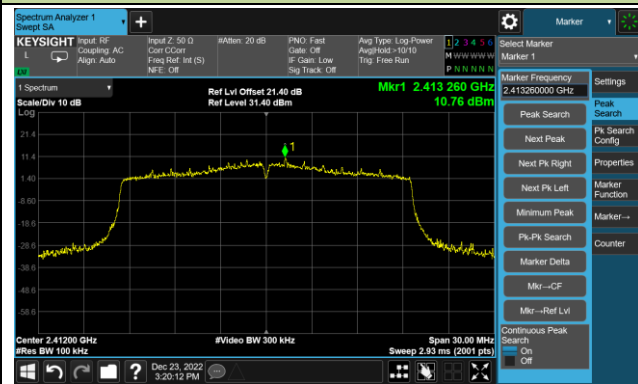 Spectrum Analyzer 1
Swept SA
+
Marker
KEYSIGHT
L
Input: RF
Coupling: AC
Align: Auto
Input Z: 50 Ω
Corr CCorr
Freq Ref: Int (S)
NFE: Off
#Atten: 20 dB
PNO: Fast
Gate: Off
IF Gain: Low
Sig Track: Off
Avg Type: Log-Power
Avg|Hold:>10/10
Trig: Free Run
1 2 3 4 5 6
M W W W W W
P N N N N N
Select Marker
Marker 1
1 Spectrum
Scale/Div 10 dB
Log
Ref Lvl Offset 21.40 dB
Ref Level 31.40 dBm
Mkr1 2.413 260 GHz
10.76 dBm
1
21.4
11.4
1.40
-8.60
-18.6
-28.6
-38.6
-48.6
-58.6
Center 2.41200 GHz
#Res BW 100 kHz
#Video BW 300 kHz
Span 30.00 MHz
Sweep 2.93 ms (2001 pts)
Marker Frequency
2.413260000 GHz
Peak Search
Next Peak
Next Pk Right
Next Pk Left
Minimum Peak
Pk-Pk Search
Marker Delta
Mkr→CF
Mkr→Ref Lvl
Continuous Peak
Search
On
Off
Settings
Peak
Search
Pk Search
Config
Properties
Marker
Function
Marker→
Counter
?
Dec 23, 2022
3:20:12 PM